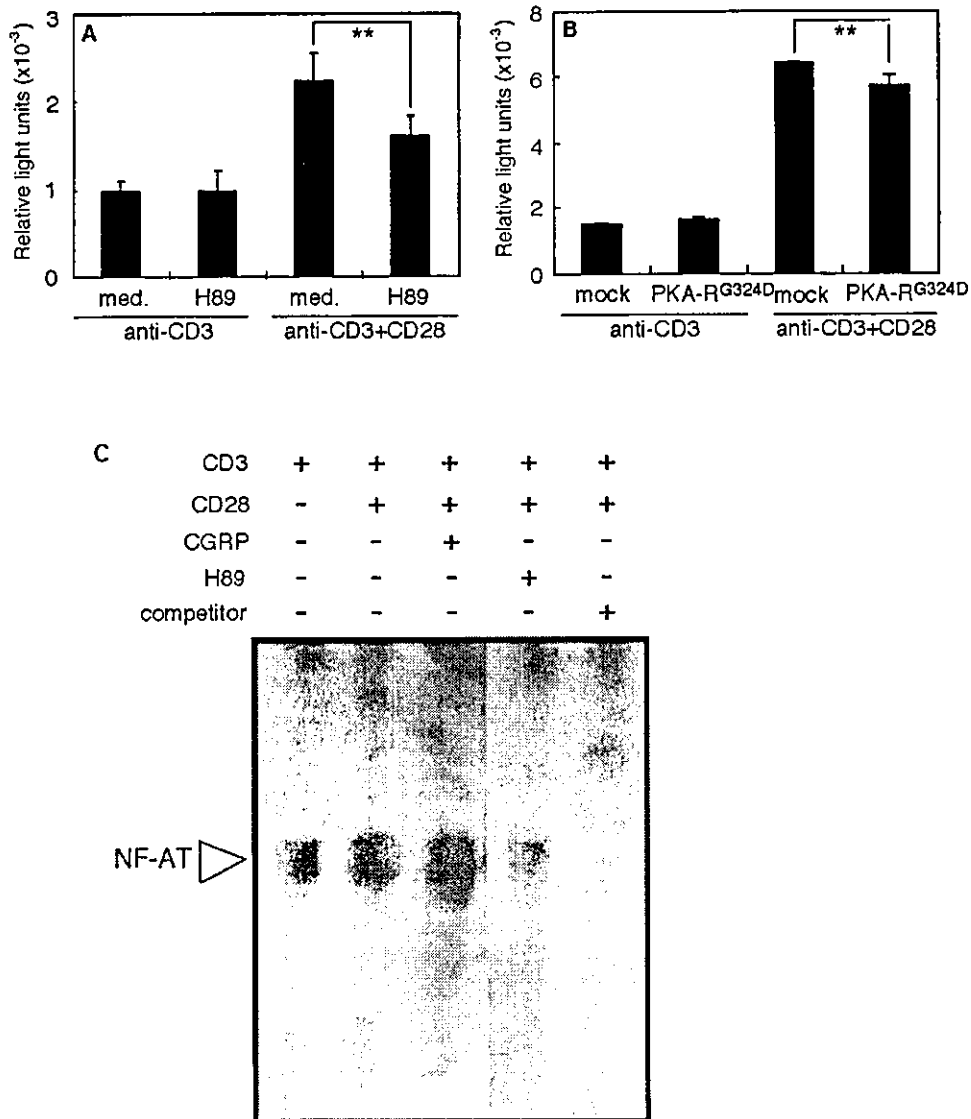 A
Relative light units (x10-3)
3
2
1
0
**
med. H89 med. H89
anti-CD3 anti-CD3+CD28
B
Relative light units (x10-3)
8
6
4
2
0
**
mock PKA-RG324D mock PKA-RG324D
anti-CD3 anti-CD3+CD28
C
CD3 + + + + +
CD28 - + + + +
CGRP - - + - -
H89 - - - + -
competitor - - - - +
NF-AT